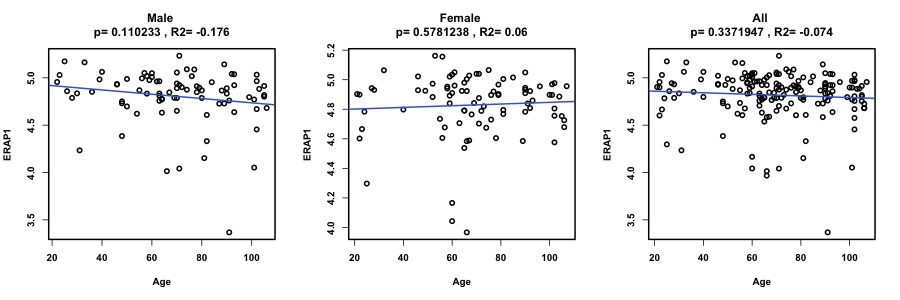 Male
p= 0.110233 , R2= -0.176
ERAP1
5.0
4.5
4.0
3.5
20 40 60 80 100
Age
Female
p= 0.5781238 , R2= 0.06
ERAP1
5.2
5.0
4.8
4.6
4.4
4.2
4.0
20 40 60 80 100
Age
All
p= 0.3371947 , R2= -0.074
ERAP1
5.0
4.5
4.0
3.5
20 40 60 80 100
Age